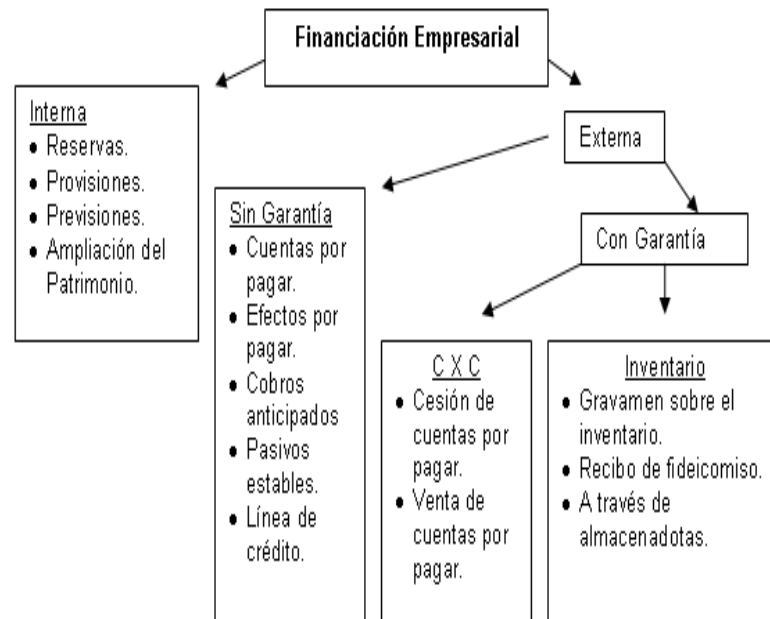 Financiación Empresarial
Interna
• Reservas.
• Provisiones.
• Previsiones.
• Ampliación del
Patrimonio.
Externa
Sin Garantía
• Cuentas por
pagar.
• Efectos por
pagar.
• Cobros
anticipados
• Pasivos
estables.
• Línea de
crédito.
Con Garantía
C X C
• Cesión de
cuentas por
pagar.
• Venta de
cuentas por
pagar.
Inventario
• Gravamen sobre el
inventario.
• Recibo de fideicomiso.
• A través de
almacenadotas.